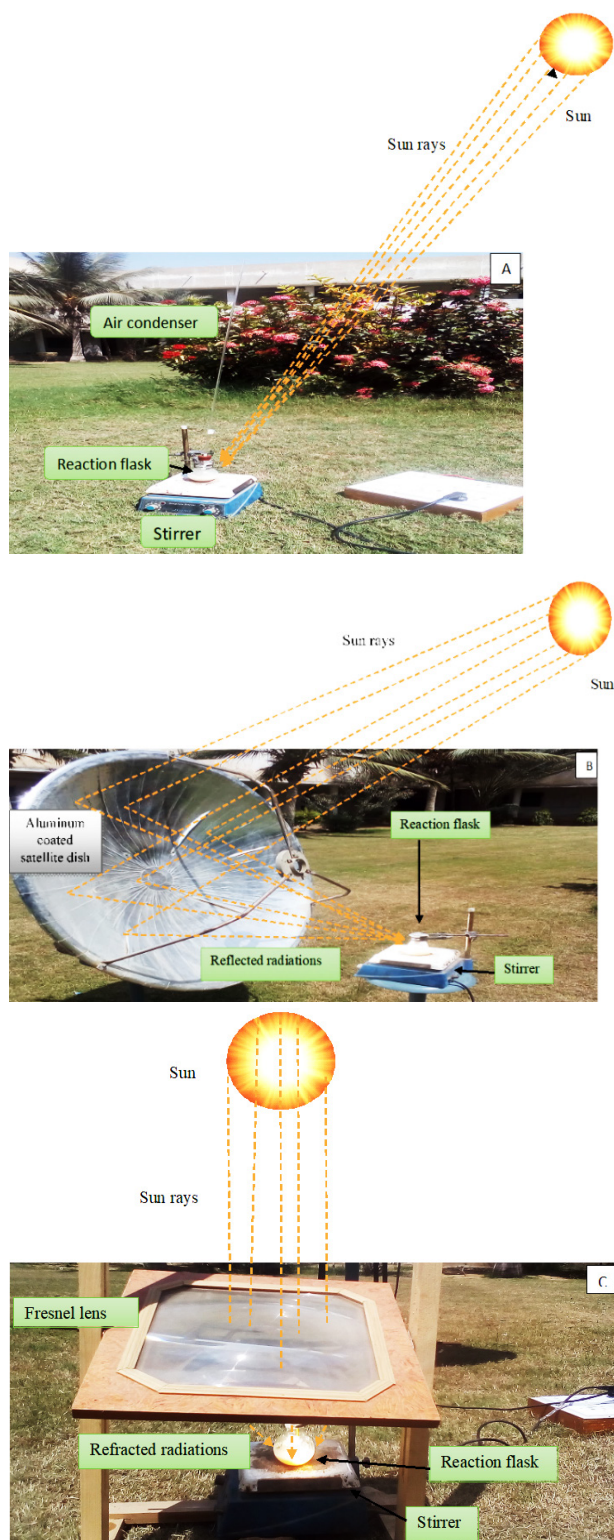 Sun
Sun rays
A
Air condenser
Reaction flask
Stirrer
Sun rays
Sun
B
Aluminum
coated
satellite dish
Reaction flask
Reflected radiations
Stirrer
Sun
Sun rays
C
Fresnel lens
Refracted radiations
Reaction flask
Stirrer